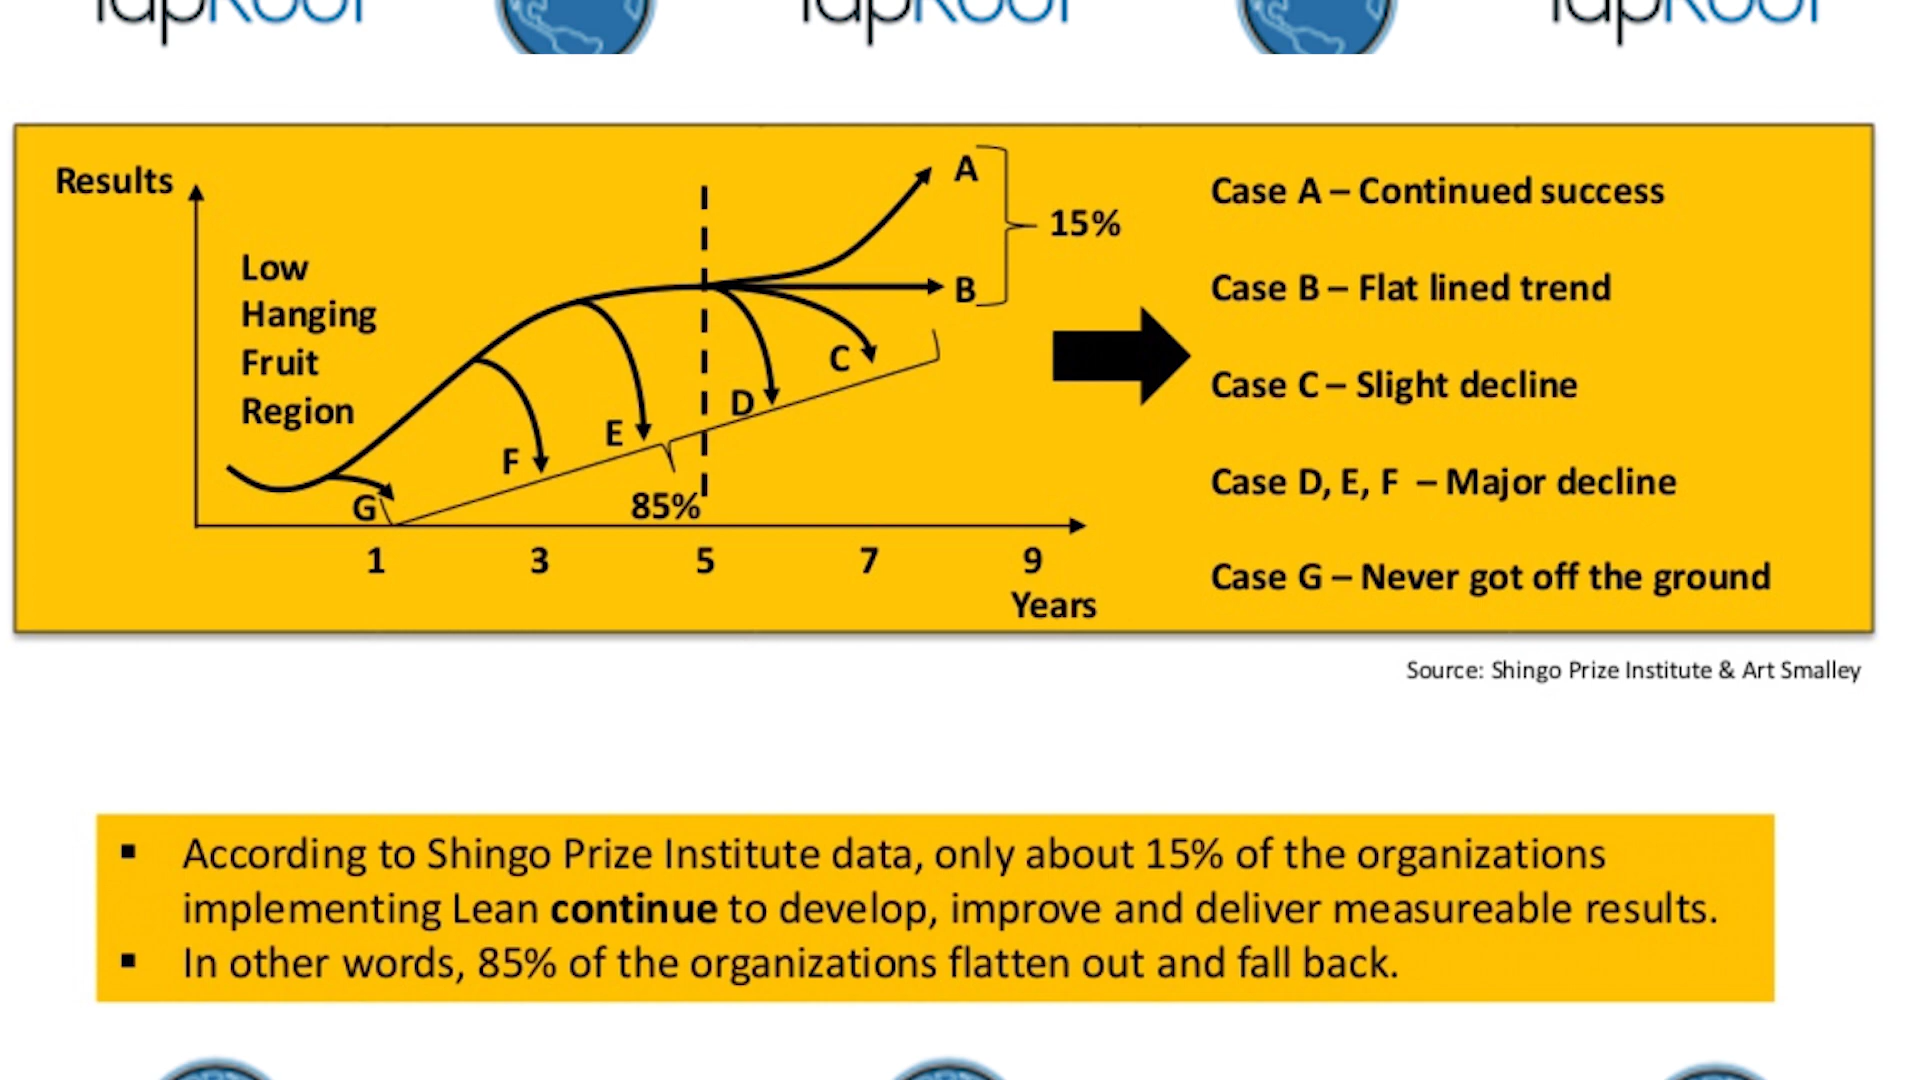 Results
Low
Hanging
Fruit
Region
A
B
C
D
E
F
G
15%
85%
1 3 5 7 9
Years
Case A – Continued success
Case B – Flat lined trend
Case C – Slight decline
Case D, E, F – Major decline
Case G – Never got off the ground
Source: Shingo Prize Institute & Art Smalley
▪ According to Shingo Prize Institute data, only about 15% of the organizations
implementing Lean continue to develop, improve and deliver measureable results.
▪ In other words, 85% of the organizations flatten out and fall back.